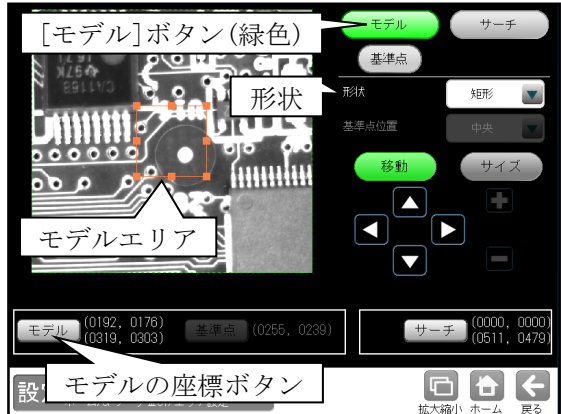 [モデル]ボタン(緑色)
モデル
サーチ
基準点
形状
形状
矩形
基準点位置
中央
移動
サイズ
モデルエリア
モデル
(0192, 0176)
(0319, 0303)
基準点
(0255, 0239)
サーチ
(0000, 0000)
(0511, 0479)
モデルの座標ボタン
設
拡大縮小
ホーム
戻る